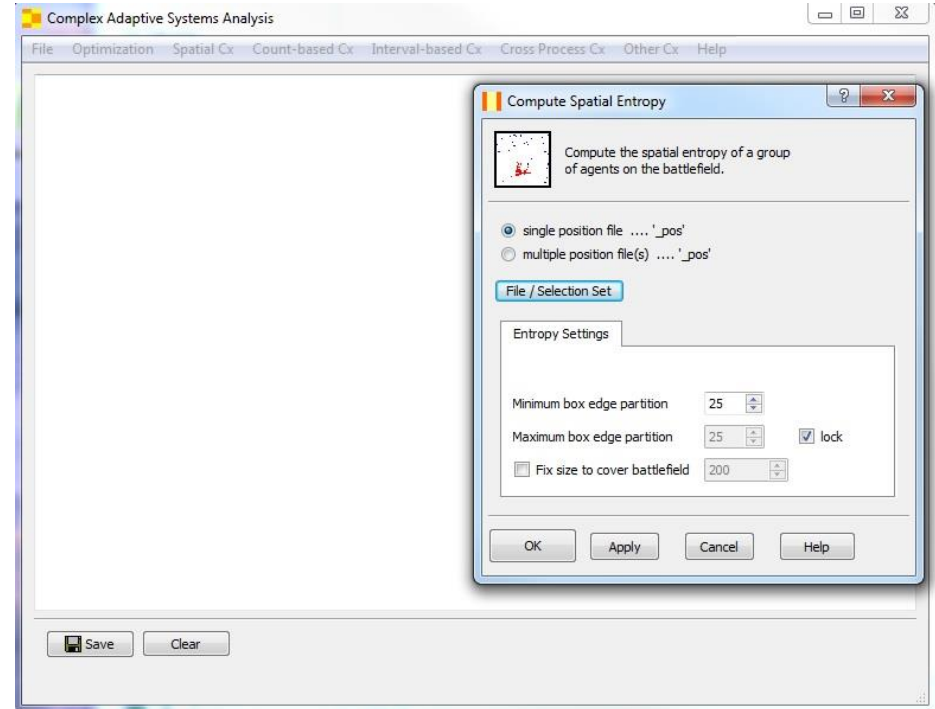 Complex Adaptive Systems Analysis
File Optimization Spatial Cx Count-based Cx Interval-based Cx Cross Process Cx Other Cx Help
Compute Spatial Entropy
Compute the spatial entropy of a group
of agents on the battlefield.
single position file .... '_pos'
multiple position file(s) .... '_pos'
File / Selection Set
Entropy Settings
Minimum box edge partition 25
Maximum box edge partition 25 lock
Fix size to cover battlefield 200
OK Apply Cancel Help
Save Clear